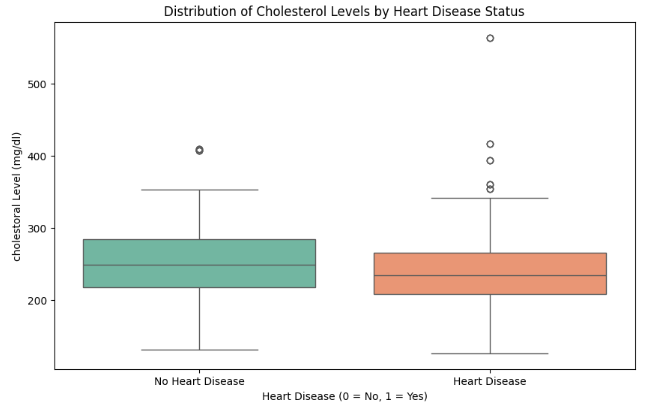 Distribution of Cholesterol Levels by Heart Disease Status
cholestoral Level (mg/dl)
500
400
300
200
No Heart Disease
Heart Disease
Heart Disease (0 = No, 1 = Yes)